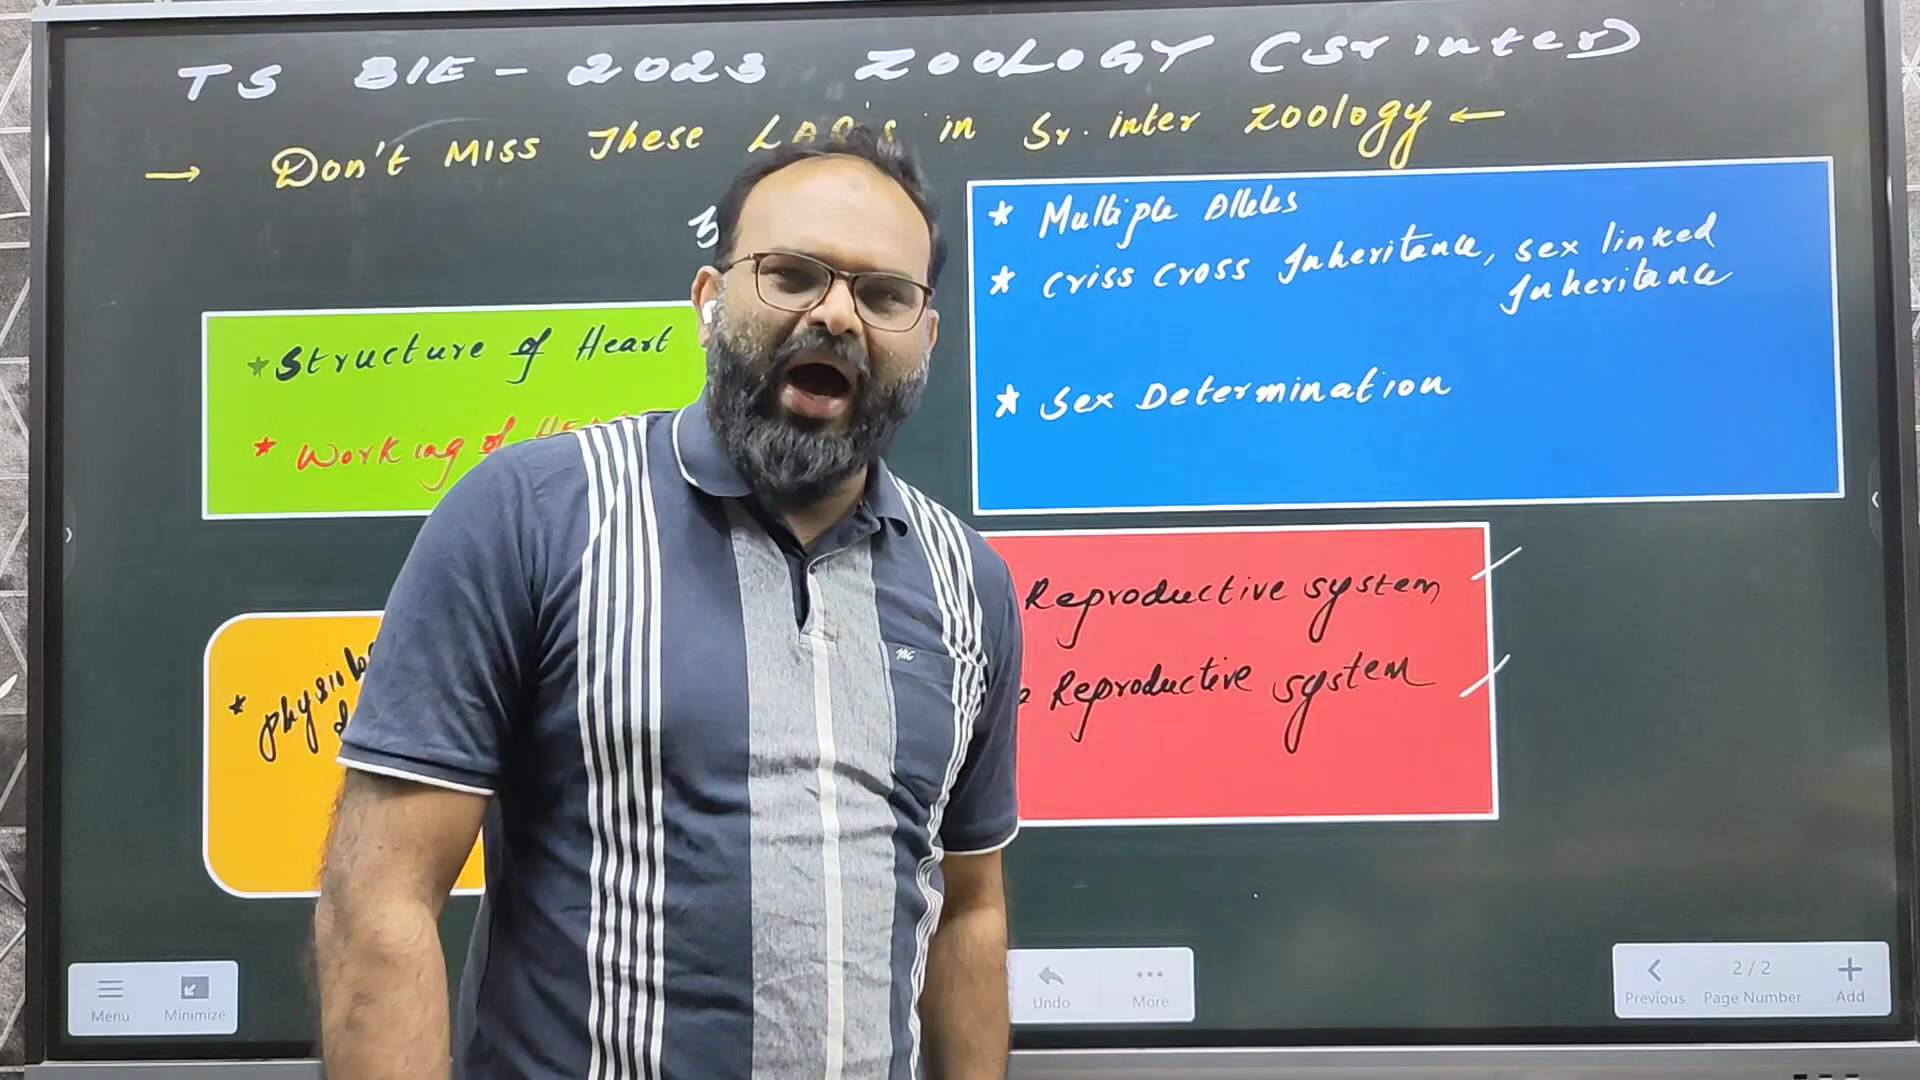 TS BIE - 2023 ZOOLOGY (Sr inter)
→ Don't Miss These LAQ's in Sr. inter zoology ←
* Multiple Alleles
* Criss Cross Inheritance, sex linked
Inheritance
* Sex Determination
* Structure of Heart
* Working of HEART
Reproductive system
Reproductive system
*
Menu
Minimize
Undo
More
Previous
2 / 2
Page Number
Add